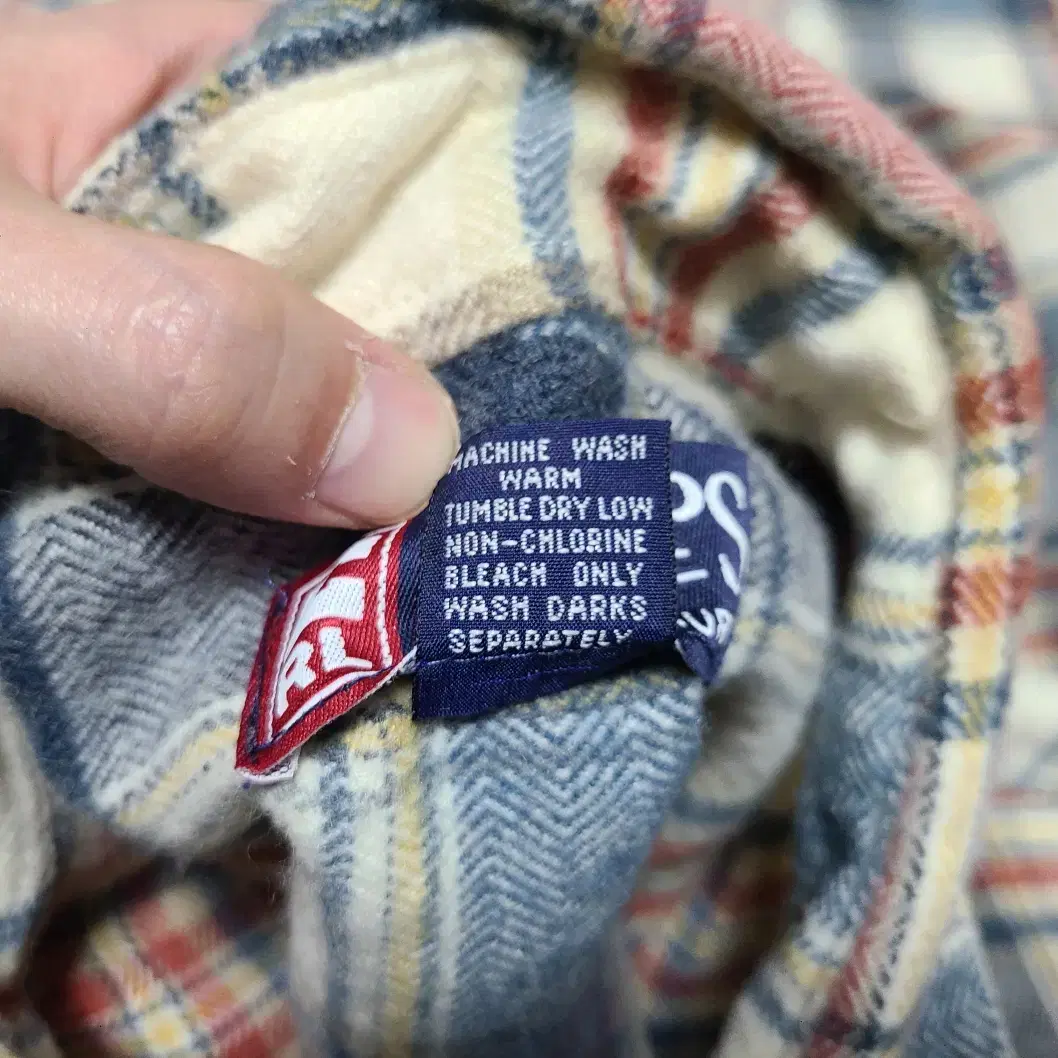 MACHINE WASH
WARM
TUMBLE DRY LOW
NON-CHLORINE
BLEACH ONLY
WASH DARKS
SEPARATELY